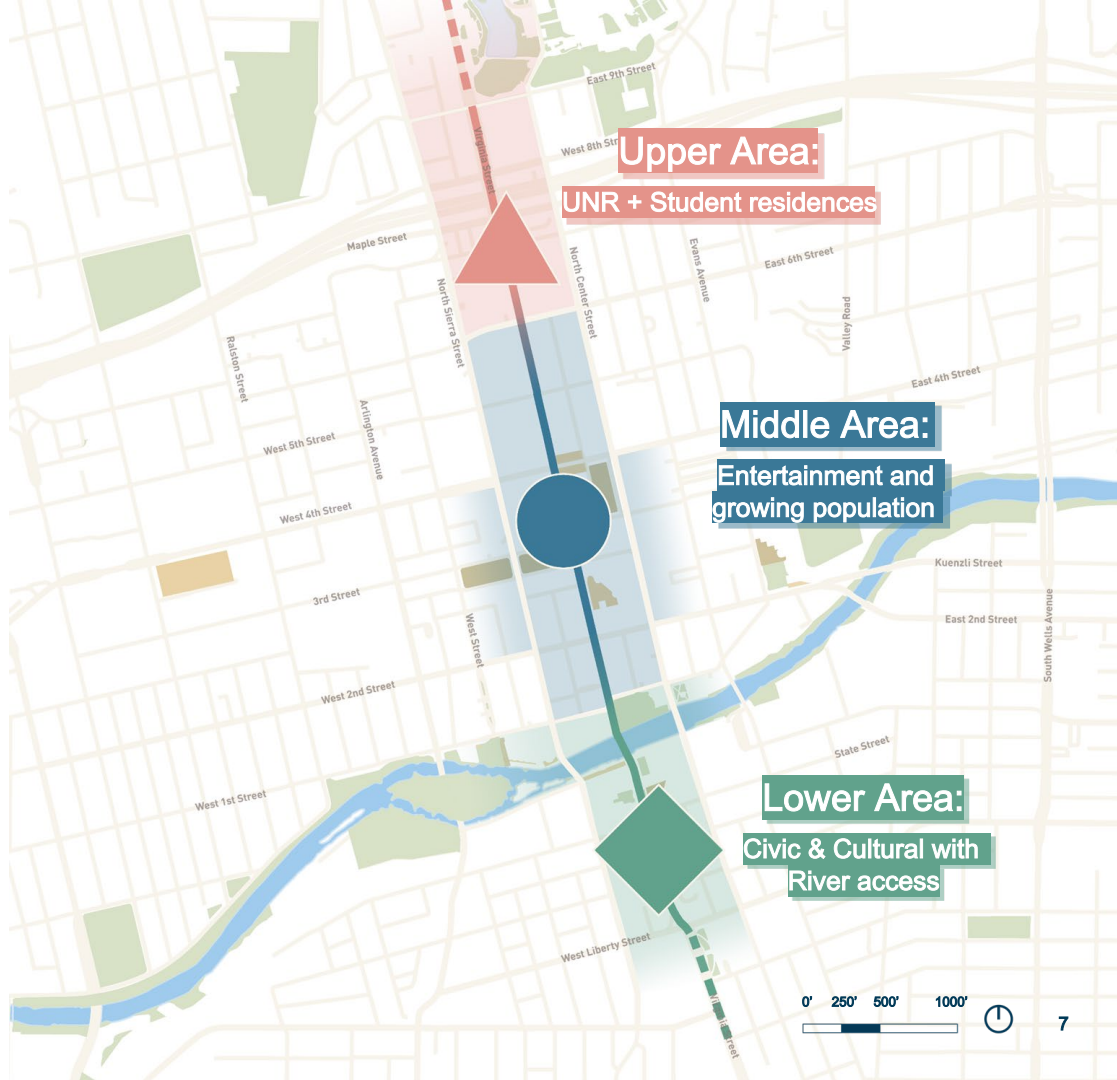 East 9th Street
Virginia Street
West 8th Str
Upper Area:
UNR + Student residences
Maple Street
North Sierra Street
North Center Street
Evans Avenue
East 6th Street
Valley Road
Ralston Street
Arlington Avenue
East 4th Street
West 5th Street
Middle Area:
Entertainment and
growing population
West 4th Street
Kuenzli Street
3rd Street
East 2nd Street
South Wells Avenue
West Street
West 2nd Street
State Street
West 1st Street
Lower Area:
Civic & Cultural with
River access
West Liberty Street
0' 250' 500' 1000'
7